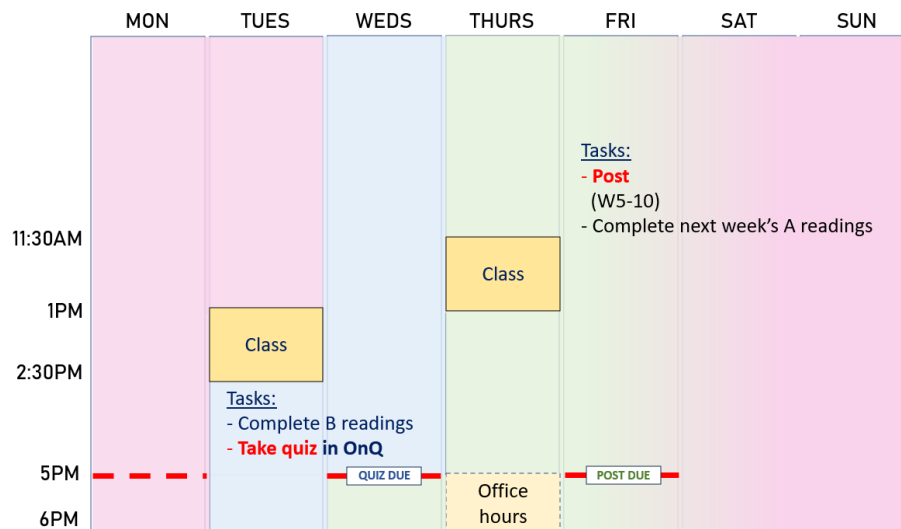 MON TUES WEDS THURS FRI SAT SUN
Tasks:
- Post
(W5-10)
- Complete next week's A readings
11:30AM
Class
1PM
Class
2:30PM
Tasks:
- Complete B readings
- Take quiz in OnQ
5PM
QUIZ DUE
POST DUE
Office
hours
6PM